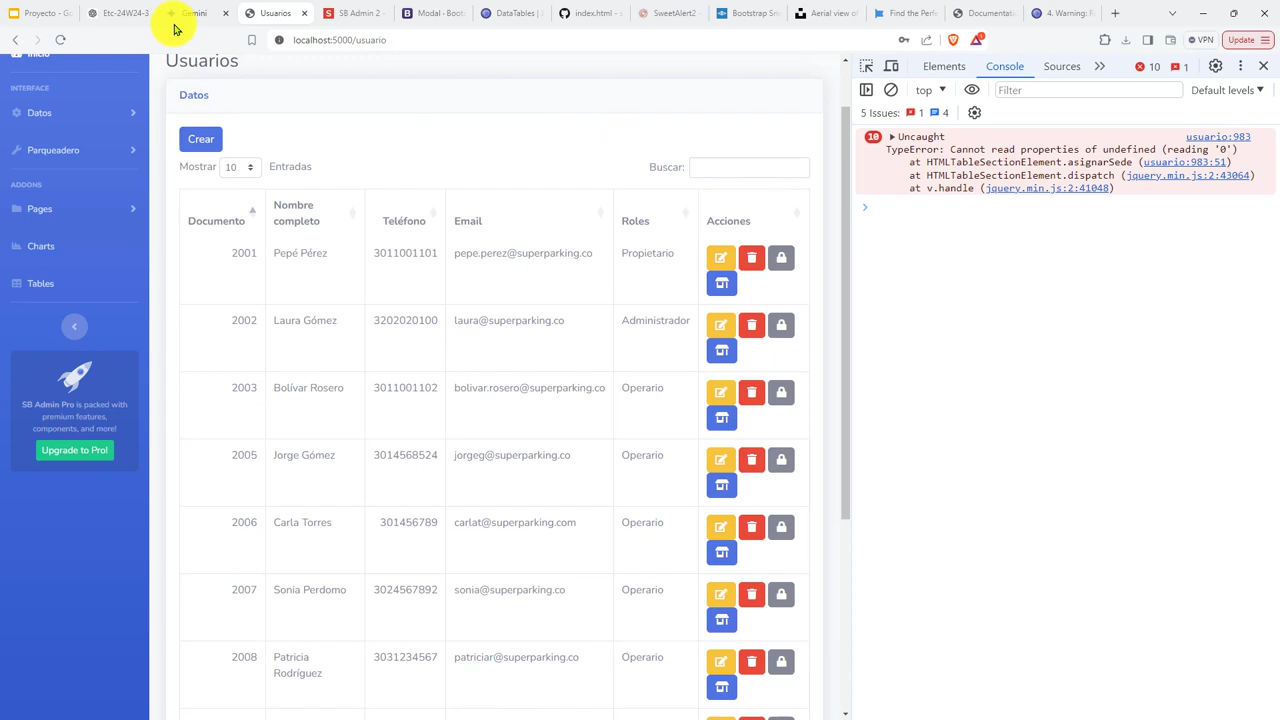 Proyecto - Ga
Etc-24W24-3
Gemini
Usuarios
SB Admin 2 -
Modal · Boots
DataTables | L
index.html - s
SweetAlert2 -
Bootstrap Sni
Aerial view of
Find the Perfe
Documentati
4. Warning: R
localhost:5000/usuario
VPN
Update
Inicio
INTERFACE
Datos
Parqueadero
ADDONS
Pages
Charts
Tables
SB Admin Pro is packed with
premium features,
components, and more!
Upgrade to Pro!
Usuarios
Datos
Crear
Mostrar 10 Entradas
Buscar:
Documento Nombre completo Teléfono Email Roles Acciones
2001 Pepé Pérez 3011001101 pepe.perez@superparking.co Propietario
2002 Laura Gómez 3202020100 laura@superparking.co Administrador
2003 Bolívar Rosero 3011001102 bolivar.rosero@superparking.co Operario
2005 Jorge Gómez 3014568524 jorgeg@superparking.co Operario
2006 Carla Torres 301456789 carlat@superparking.com Operario
2007 Sonia Perdomo 3024567892 sonia@superparking.co Operario
2008 Patricia Rodríguez 3031234567 patriciar@superparking.co Operario
Elements
Console
Sources
10
1
top
Filter
Default levels
5 Issues: 1 4
10 Uncaught usuario:983
TypeError: Cannot read properties of undefined (reading '0')
at HTMLTableSectionElement.asignarSede (usuario:983:51)
at HTMLTableSectionElement.dispatch (jquery.min.js:2:43064)
at v.handle (jquery.min.js:2:41048)